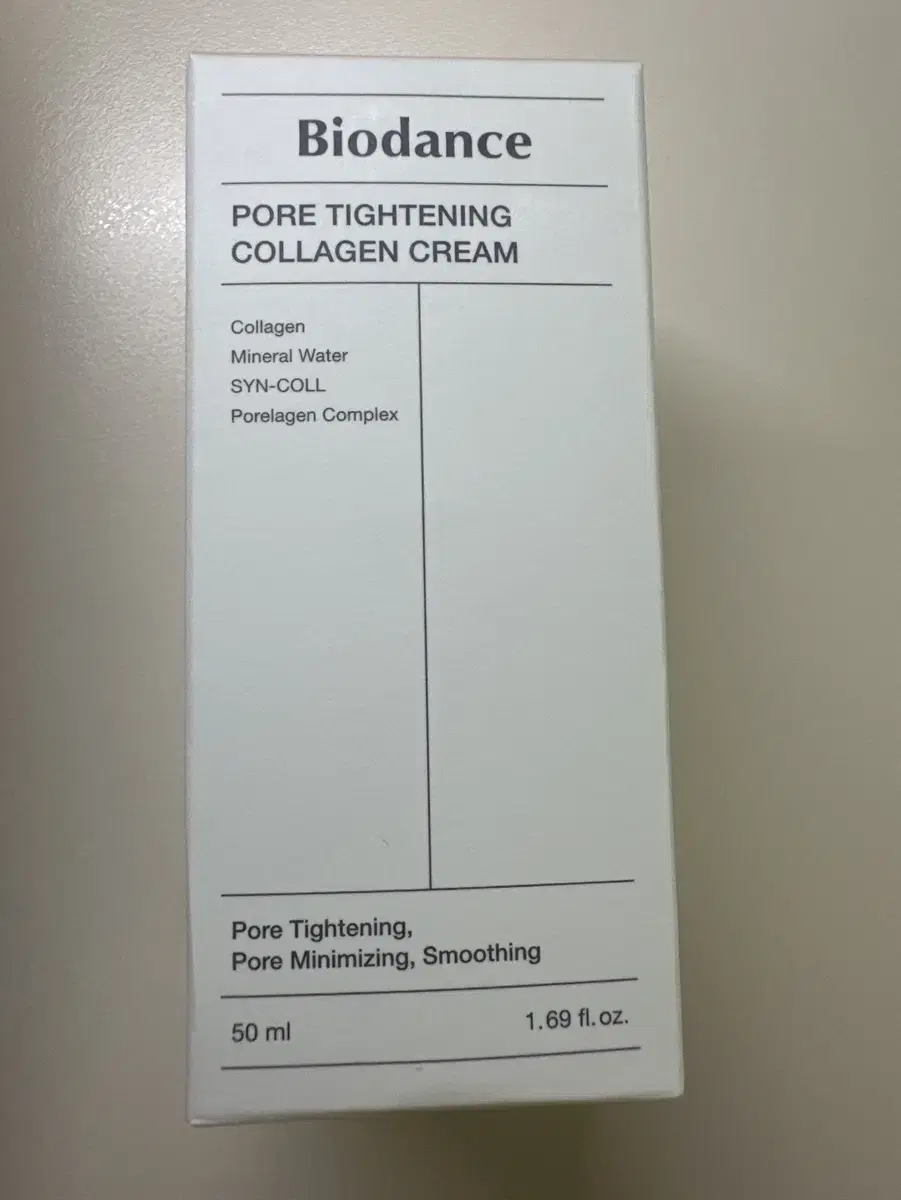 Biodance
PORE TIGHTENING
COLLAGEN CREAM
Collagen
Mineral Water
SYN-COLL
Porelagen Complex
Pore Tightening,
Pore Minimizing, Smoothing
50 ml
1.69 fl.oz.